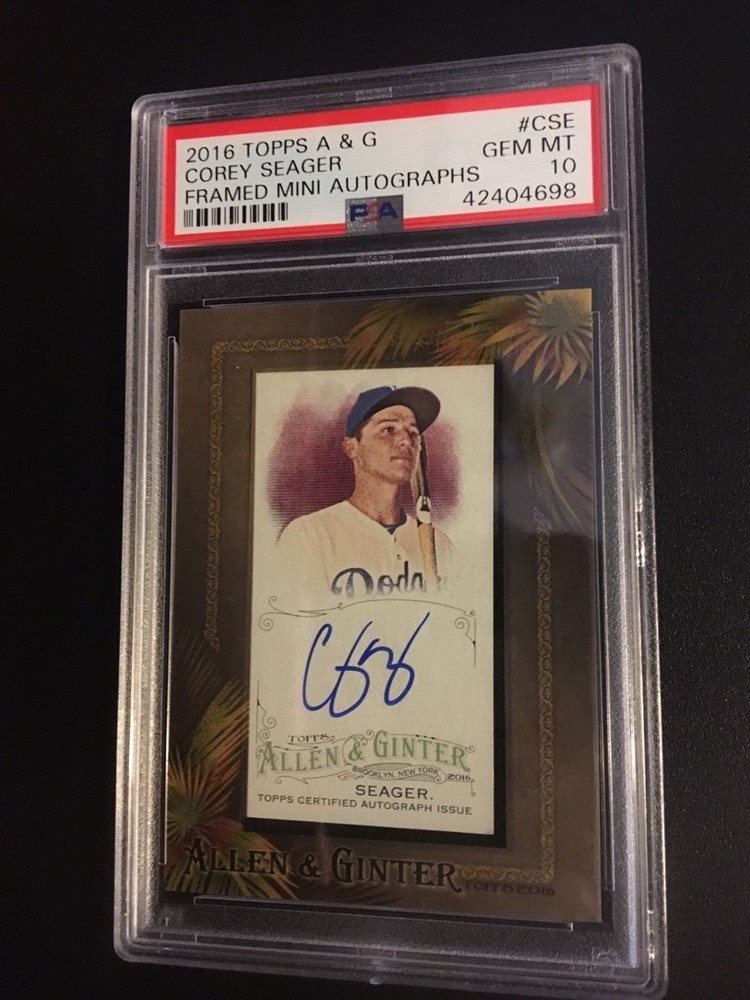 2016 TOPPS A & G #CSE
COREY SEAGER GEM MT
FRAMED MINI AUTOGRAPHS 10
PSA 42404698
Dod
TOPPS
ALLEN & GINTER
BROOKLYN, NEW YORK 2016
SEAGER.
TOPPS CERTIFIED AUTOGRAPH ISSUE
ALLEN & GINTER
TOPPS 2016